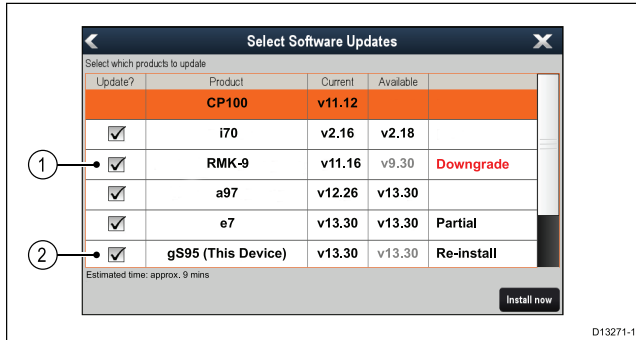 Select Software Updates
Select which products to update
Update? Product Current Available
CP100 v11.12
i70 v2.16 v2.18
1 RMK-9 v11.16 v9.30 Downgrade
a97 v12.26 v13.30
e7 v13.30 v13.30 Partial
2 gS95 (This Device) v13.30 v13.30 Re-install
Estimated time: approx. 9 mins
Install now
D13271-1